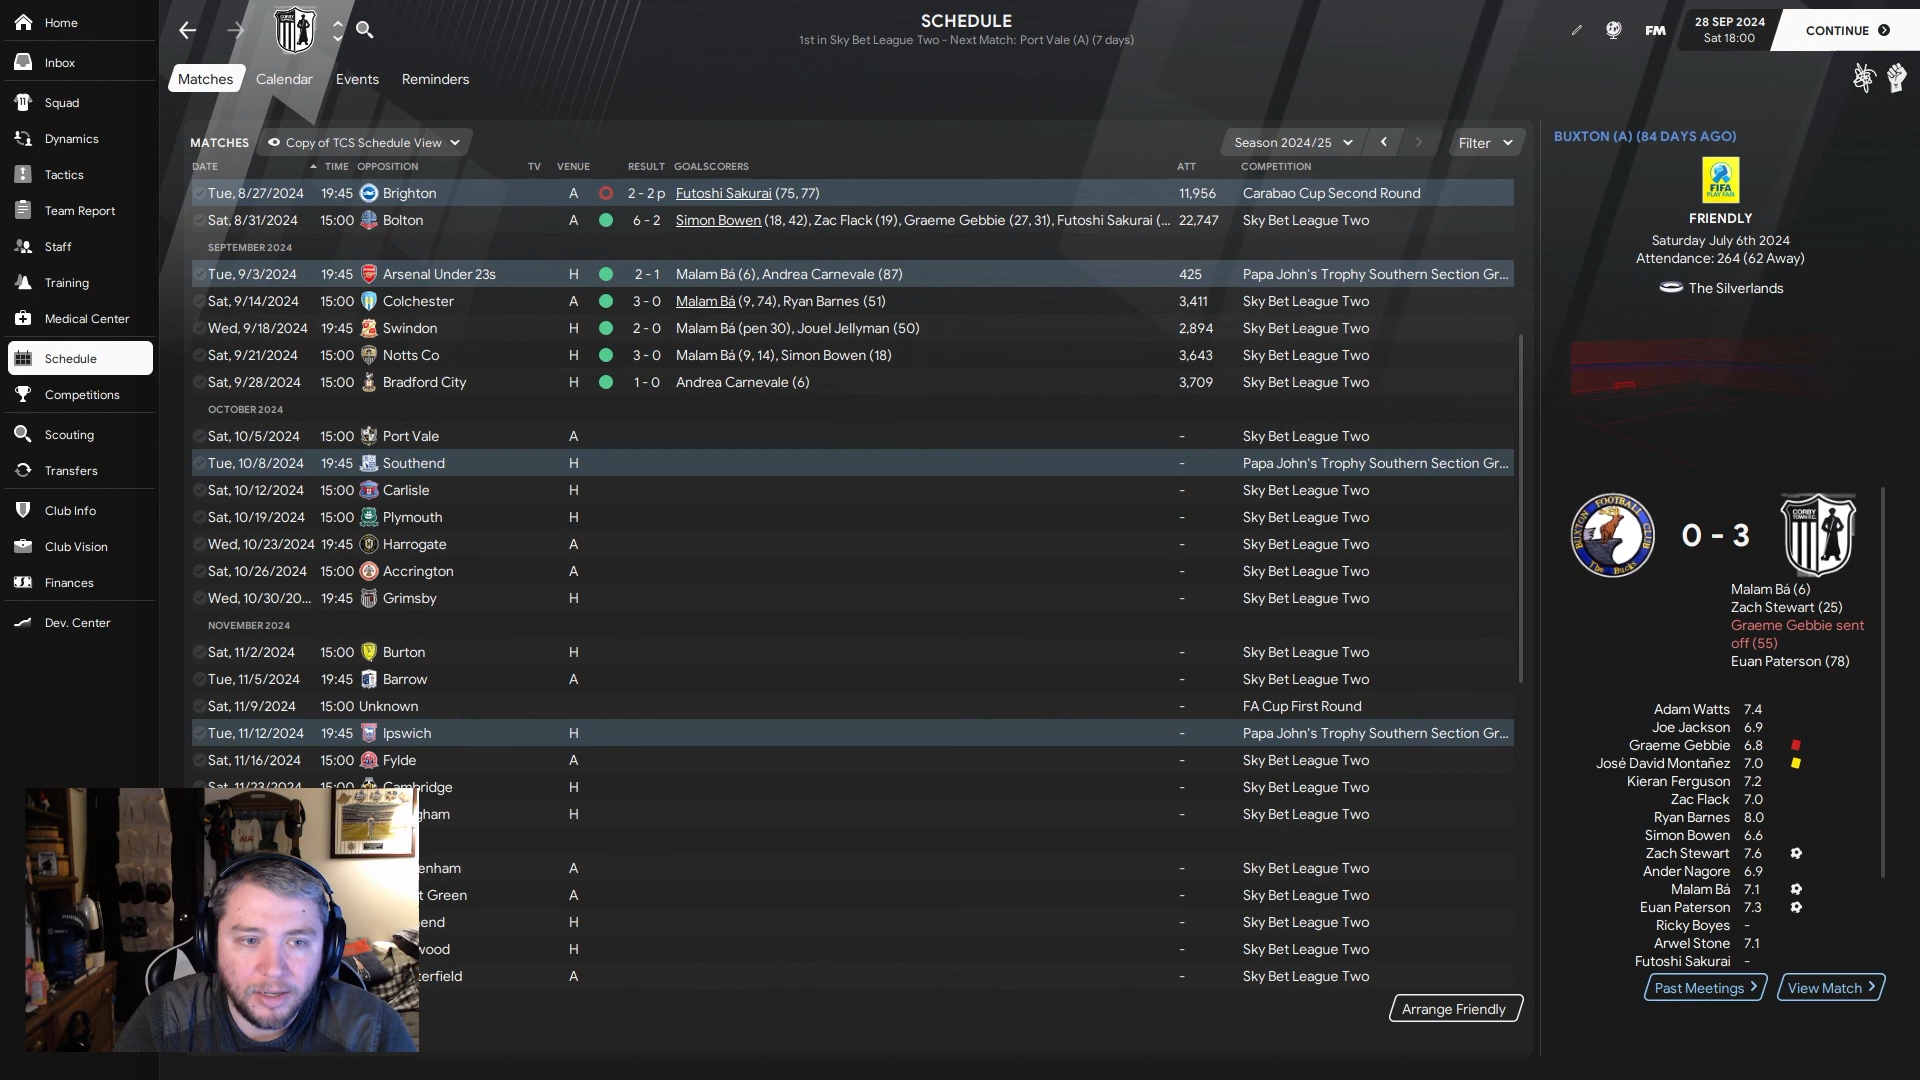 Home
Inbox
Squad
Dynamics
Tactics
Team Report
Staff
Training
Medical Center
Schedule
Competitions
Scouting
Transfers
Club Info
Club Vision
Finances
Dev. Center
SCHEDULE
1st in Sky Bet League Two - Next Match: Port Vale (A) (7 days)
FM
28 SEP 2024
Sat 18:00
CONTINUE
Matches Calendar Events Reminders
MATCHES Copy of TCS Schedule View Season 2024/25 Filter
DATE TIME OPPOSITION TV VENUE RESULT GOALSCORERS ATT COMPETITION
Tue, 8/27/2024 19:45 Brighton A 2 - 2 p Futoshi Sakurai (75, 77) 11,956 Carabao Cup Second Round
Sat, 8/31/2024 15:00 Bolton A 6 - 2 Simon Bowen (18, 42), Zac Flack (19), Graeme Gebbie (27, 31), Futoshi Sakurai (... 22,747 Sky Bet League Two
SEPTEMBER 2024
Tue, 9/3/2024 19:45 Arsenal Under 23s H 2 - 1 Malam Bá (6), Andrea Carnevale (87) 425 Papa John's Trophy Southern Section Gr...
Sat, 9/14/2024 15:00 Colchester A 3 - 0 Malam Bá (9, 74), Ryan Barnes (51) 3,411 Sky Bet League Two
Wed, 9/18/2024 19:45 Swindon H 2 - 0 Malam Bá (pen 30), Jouel Jellyman (50) 2,894 Sky Bet League Two
Sat, 9/21/2024 15:00 Notts Co H 3 - 0 Malam Bá (9, 14), Simon Bowen (18) 3,643 Sky Bet League Two
Sat, 9/28/2024 15:00 Bradford City H 1 - 0 Andrea Carnevale (6) 3,709 Sky Bet League Two
OCTOBER 2024
Sat, 10/5/2024 15:00 Port Vale A - Sky Bet League Two
Tue, 10/8/2024 19:45 Southend H - Papa John's Trophy Southern Section Gr...
Sat, 10/12/2024 15:00 Carlisle H - Sky Bet League Two
Sat, 10/19/2024 15:00 Plymouth H - Sky Bet League Two
Wed, 10/23/2024 19:45 Harrogate A - Sky Bet League Two
Sat, 10/26/2024 15:00 Accrington A - Sky Bet League Two
Wed, 10/30/20... 19:45 Grimsby H - Sky Bet League Two
NOVEMBER 2024
Sat, 11/2/2024 15:00 Burton H - Sky Bet League Two
Tue, 11/5/2024 19:45 Barrow A - Sky Bet League Two
Sat, 11/9/2024 15:00 Unknown - FA Cup First Round
Tue, 11/12/2024 19:45 Ipswich H - Papa John's Trophy Southern Section Gr...
Sat, 11/16/2024 15:00 Fylde A - Sky Bet League Two
Sat, 11/23/2024 15:00 Cambridge H - Sky Bet League Two
gham H - Sky Bet League Two
enham A - Sky Bet League Two
t Green A - Sky Bet League Two
end H - Sky Bet League Two
wood H - Sky Bet League Two
terfield A - Sky Bet League Two
Arrange Friendly
BUXTON (A) (84 DAYS AGO)
FIFA
PLAY FAIR
FRIENDLY
Saturday July 6th 2024
Attendance: 264 (62 Away)
The Silverlands
BUXTON FOOTBALL CLUB
The Bucks
0 - 3
CORBY
TOWN F.C.
Malam Bá (6)
Zach Stewart (25)
Graeme Gebbie sent
off (55)
Euan Paterson (78)
Adam Watts 7.4
Joe Jackson 6.9
Graeme Gebbie 6.8
José David Montañez 7.0
Kieran Ferguson 7.2
Zac Flack 7.0
Ryan Barnes 8.0
Simon Bowen 6.6
Zach Stewart 7.6
Ander Nagore 6.9
Malam Bá 7.1
Euan Paterson 7.3
Ricky Boyes -
Arwel Stone 7.1
Futoshi Sakurai -
Past Meetings View Match
AIA